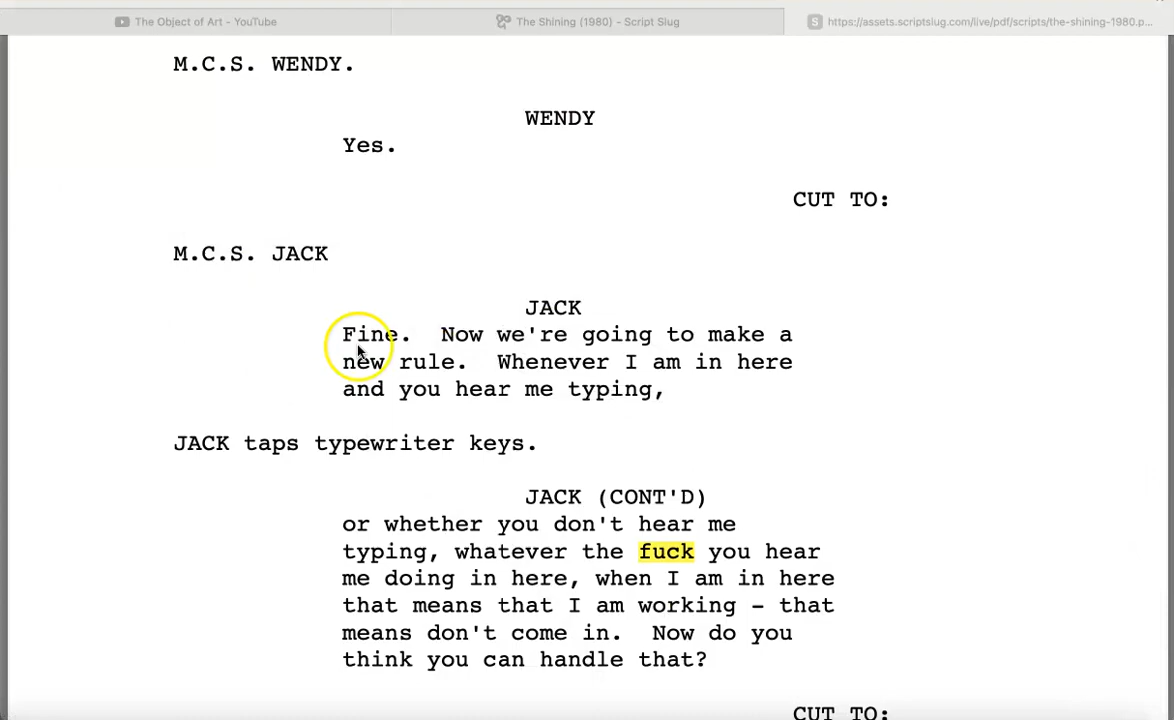 The Object of Art - YouTube
The Shining (1980) - Script Slug
S https://assets.scriptslug.com/live/pdf/scripts/the-shining-1980.p...
M.C.S. WENDY.
WENDY
Yes.
CUT TO:
M.C.S. JACK
JACK
Fine. Now we're going to make a
new rule. Whenever I am in here
and you hear me typing,
JACK taps typewriter keys.
JACK (CONT'D)
or whether you don't hear me
typing, whatever the fuck you hear
me doing in here, when I am in here
that means that I am working – that
means don't come in. Now do you
think you can handle that?
CUT TO: